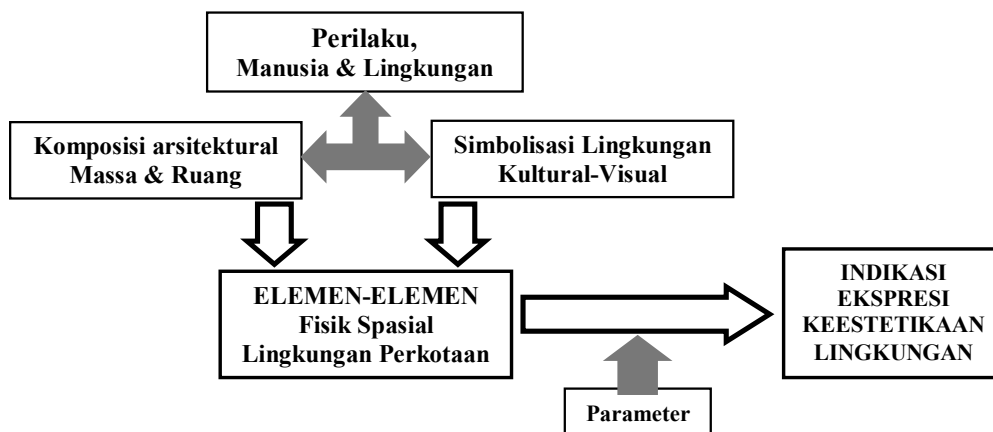 Perilaku,
Manusia & Lingkungan
Komposisi arsitektural
Massa & Ruang
Simbolisasi Lingkungan
Kultural-Visual
ELEMEN-ELEMEN
Fisik Spasial
Lingkungan Perkotaan
INDIKASI
EKSPRESI
KEESTETIKAAN
LINGKUNGAN
Parameter